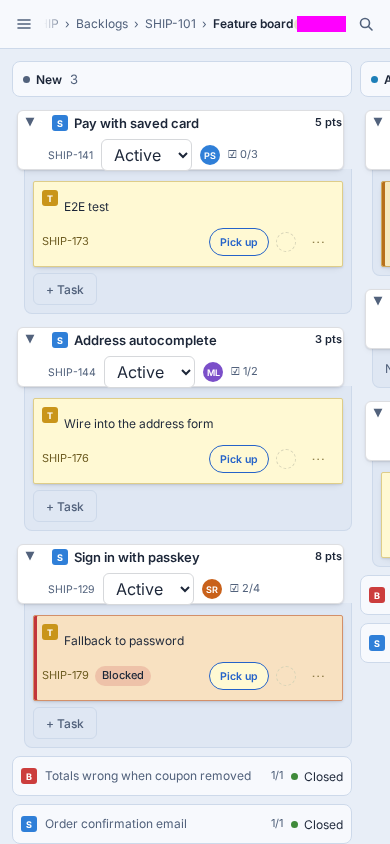 IP › Backlogs › SHIP-101 › Feature board
New 3
▼ S Pay with saved card 5 pts
SHIP-141 Active PS ☑ 0/3
T E2E test
SHIP-173 Pick up ...
+ Task
▼ S Address autocomplete 3 pts
SHIP-144 Active ML ☑ 1/2
T Wire into the address form
SHIP-176 Pick up ...
+ Task
▼ S Sign in with passkey 8 pts
SHIP-129 Active SR ☑ 2/4
T Fallback to password
SHIP-179 Blocked Pick up ...
+ Task
B Totals wrong when coupon removed 1/1 Closed
S Order confirmation email 1/1 Closed
B
S